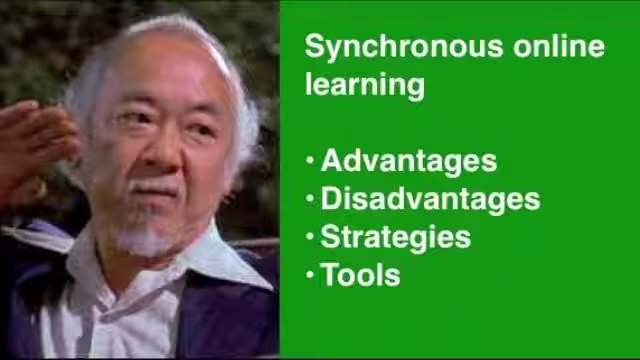 Synchronous online
learning
• Advantages
• Disadvantages
• Strategies
• Tools